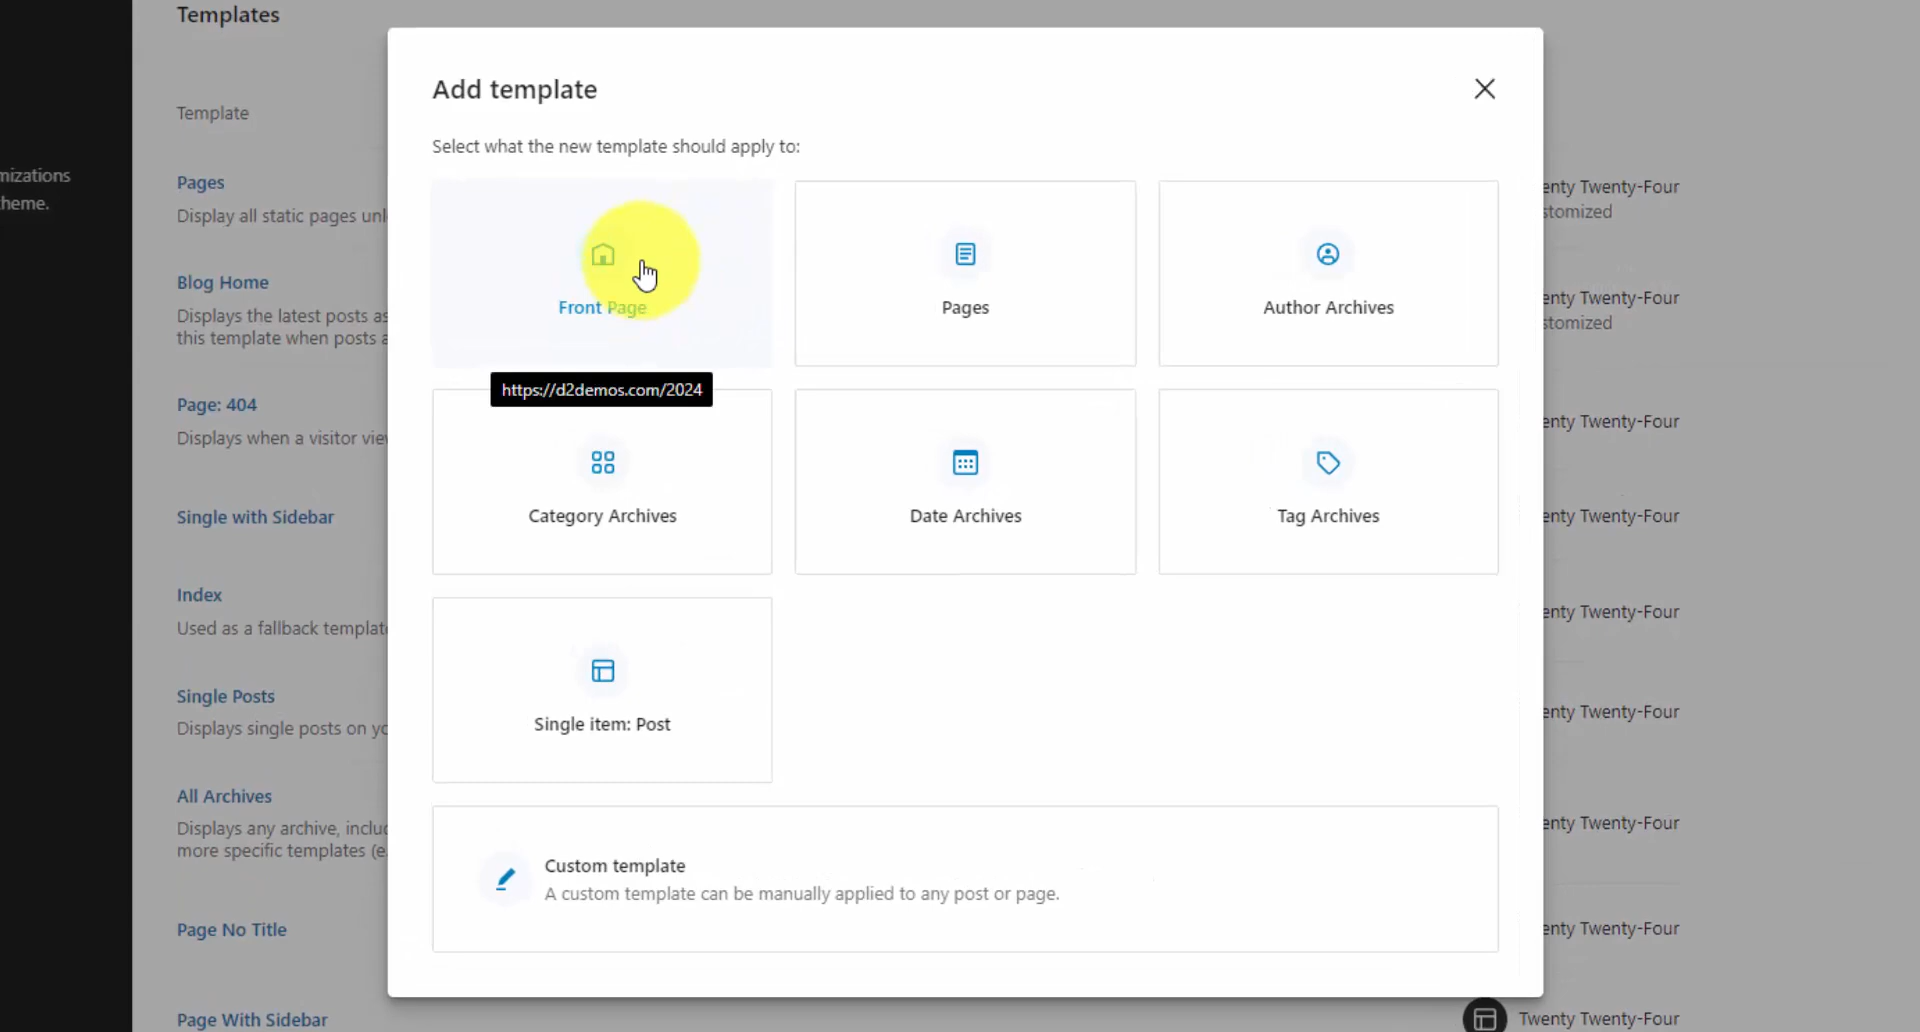 Templates
Template
mizations
heme.
Pages
Display all static pages unl
Blog Home
Displays the latest posts as
this template when posts a
Page: 404
Displays when a visitor vie
Single with Sidebar
Index
Used as a fallback templat
Single Posts
Displays single posts on yo
All Archives
Displays any archive, inclu
more specific templates (e.
Page No Title
Page With Sidebar
Add template
Select what the new template should apply to:
Front Page
Pages
Author Archives
https://d2demos.com/2024
Category Archives
Date Archives
Tag Archives
Single item: Post
Custom template
A custom template can be manually applied to any post or page.
enty Twenty-Four
stomized
enty Twenty-Four
stomized
enty Twenty-Four
enty Twenty-Four
enty Twenty-Four
enty Twenty-Four
enty Twenty-Four
enty Twenty-Four
Twenty Twenty-Four